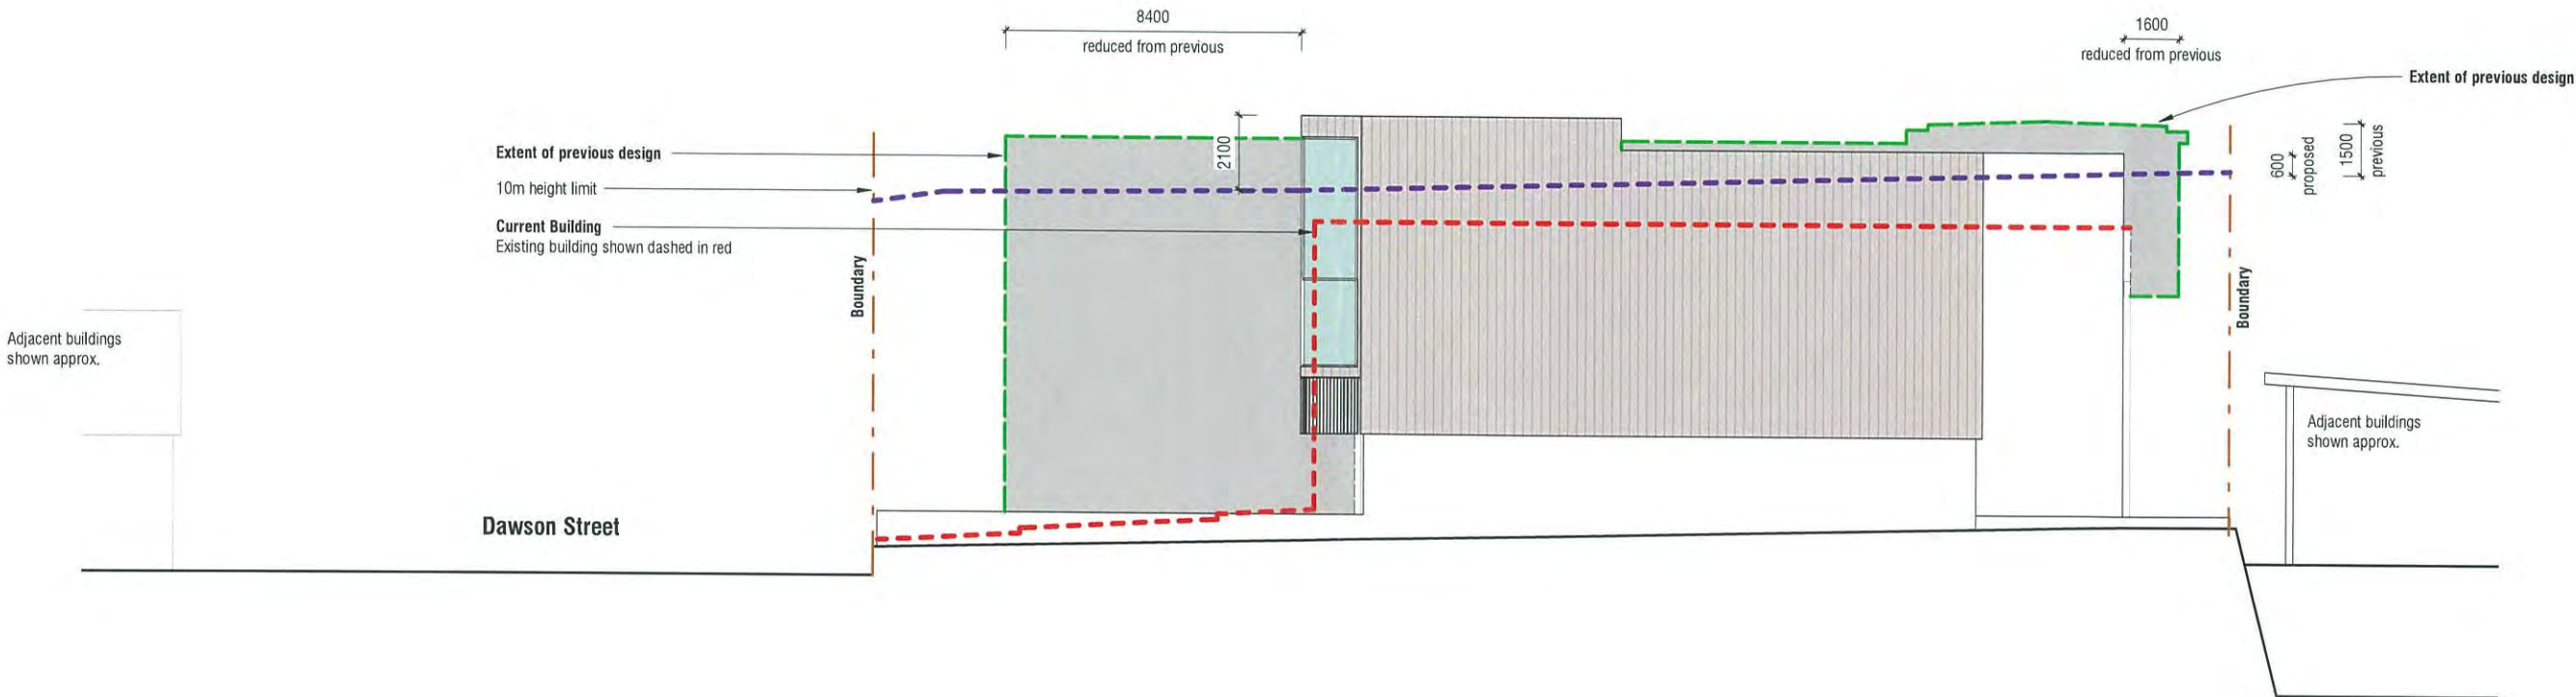 8400
reduced from previous
1600
reduced from previous
Extent of previous design
Extent of previous design
10m height limit
Current Building
Existing building shown dashed in red
2100
600
proposed
1500
previous
Boundary
Boundary
Adjacent buildings
shown approx.
Adjacent buildings
shown approx.
Dawson Street